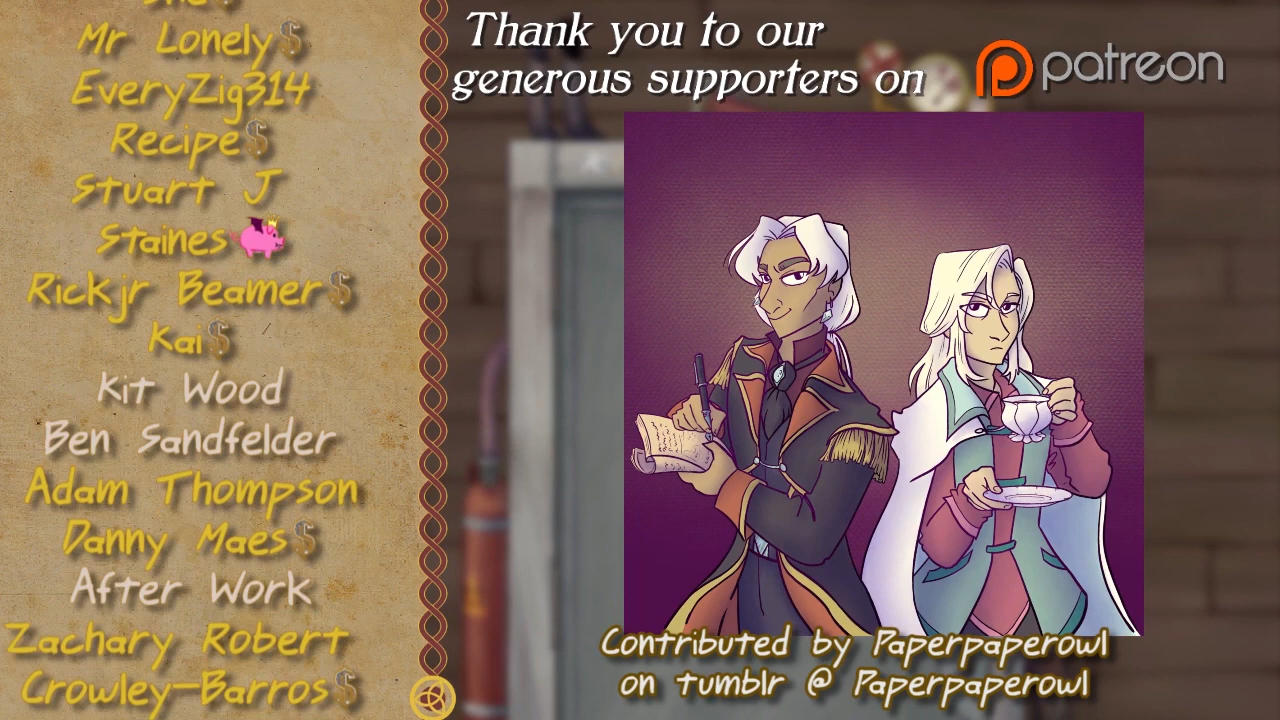 Mr Lonely$
EveryZig314
Recipe$
Stuart J
Staines
Rickjr Beamer$
Kai$
Kit Wood
Ben Sandfelder
Adam Thompson
Danny Maes$
After Work
Zachary Robert
Crowley-Barros$
Thank you to our
generous supporters on
patreon
Contributed by Paperpaperowl
on tumblr @ Paperpaperowl